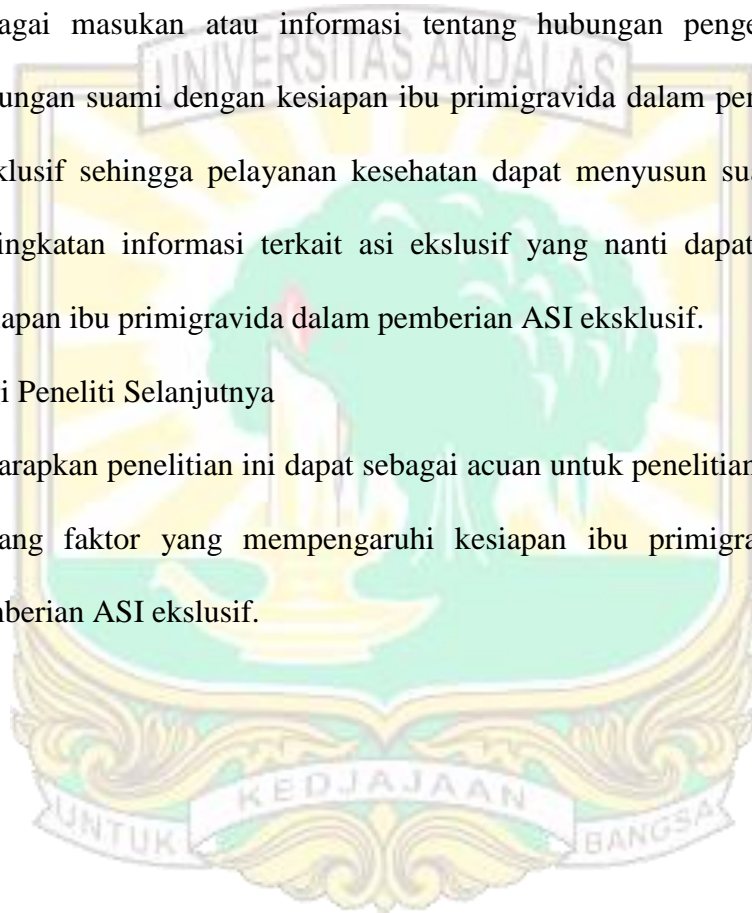 UNIVERSITAS ANDALAS
agai masukan atau informasi tentang hubungan penge
ungan suami dengan kesiapan ibu primigravida dalam per
klusif sehingga pelayanan kesehatan dapat menyusun sua
ingkatan informasi terkait asi ekslusif yang nanti dapat
apan ibu primigravida dalam pemberian ASI eksklusif.
i Peneliti Selanjutnya
arapkan penelitian ini dapat sebagai acuan untuk penelitian
ang faktor yang mempengaruhi kesiapan ibu primigra
berian ASI ekslusif.
UNTUK KEDJAJAAN BANGSA